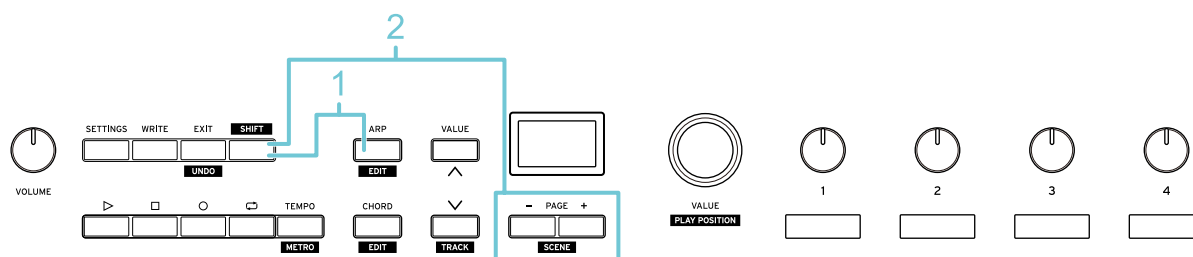 2
1
SETTINGS WRITE EXIT SHIFT ARP VALUE
UNDO EDIT
VOLUME
1 2 3 4
TEMPO CHORD - PAGE + VALUE
METRO EDIT TRACK SCENE PLAY POSITION